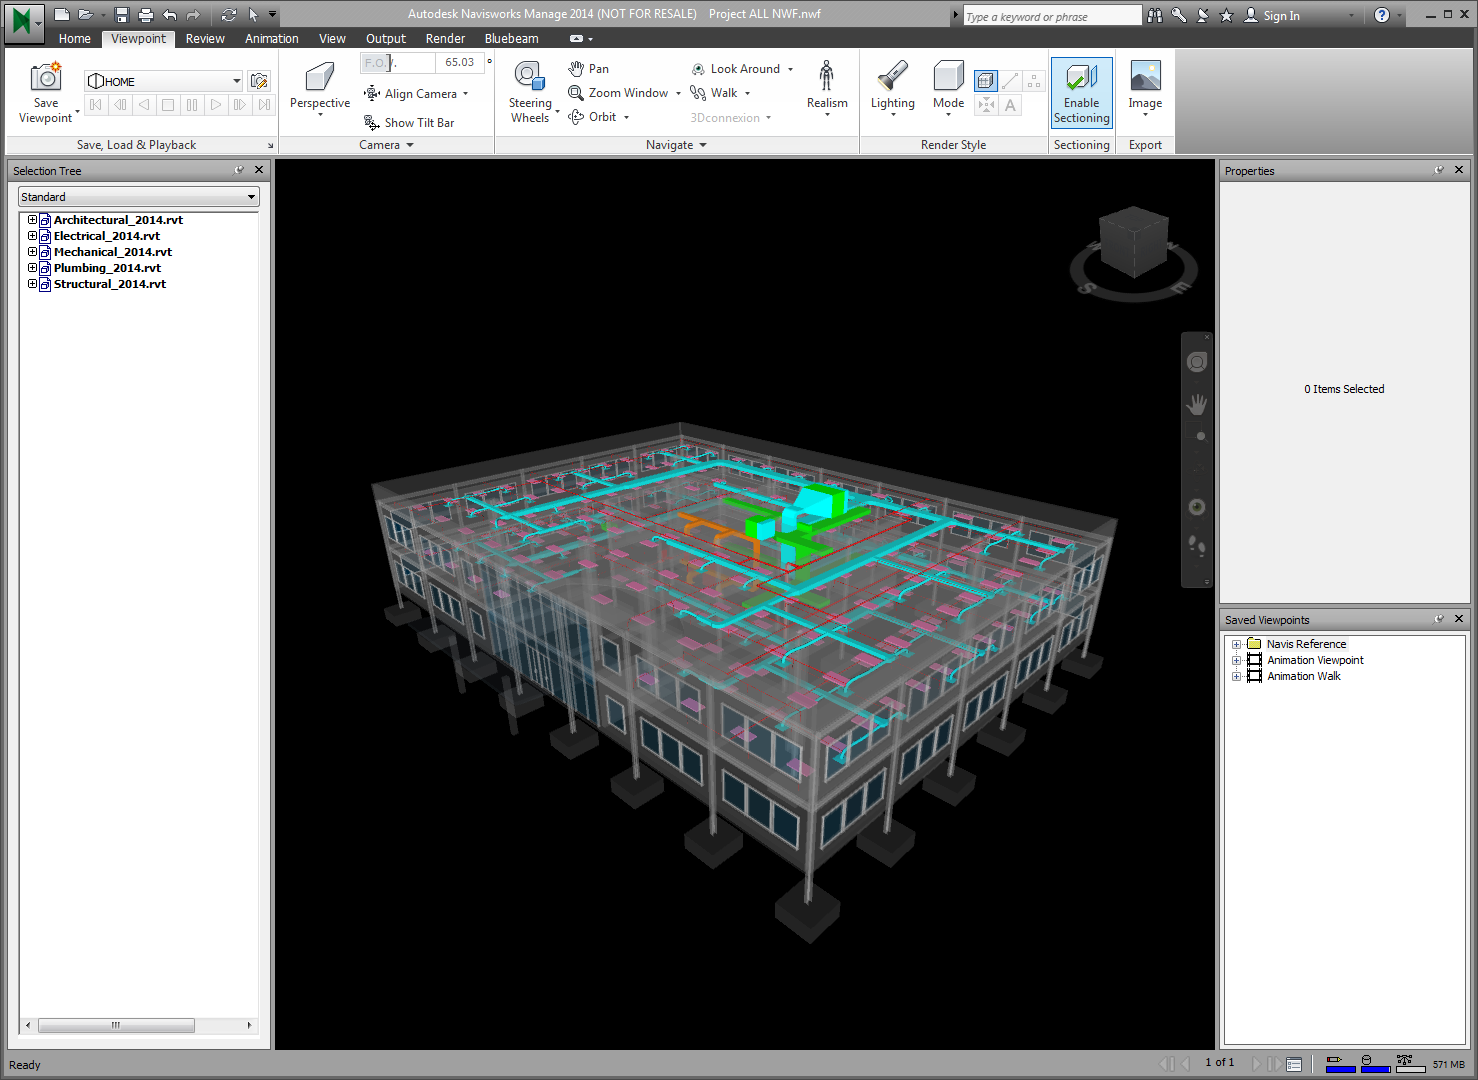 Autodesk Navisworks Manage 2014 (NOT FOR RESALE) Project ALL NWF.nwf
Type a keyword or phrase
Sign In
Home Viewpoint Review Animation View Output Render Bluebeam
Save Viewpoint
HOME
Save, Load & Playback
Perspective
65.03 °
Align Camera
Show Tilt Bar
Camera
Steering Wheels
Pan
Zoom Window
Orbit
Look Around
Walk
3Dconnexion
Realism
Navigate
Lighting
Mode
A
Render Style
Enable Sectioning
Sectioning
Image
Export
Selection Tree
Standard
Architectural_2014.rvt
Electrical_2014.rvt
Mechanical_2014.rvt
Plumbing_2014.rvt
Structural_2014.rvt
S
E
Properties
0 Items Selected
Saved Viewpoints
Navis Reference
Animation Viewpoint
Animation Walk
Ready
1 of 1
571 MB